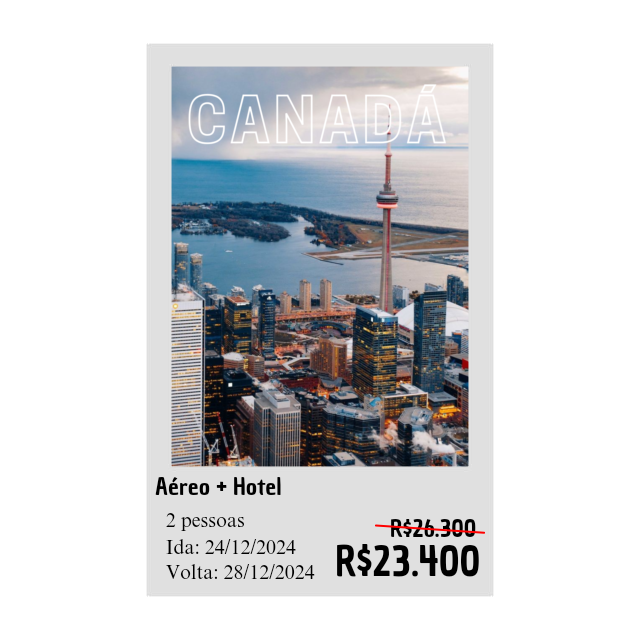 CANADÁ
Aéreo + Hotel
2 pessoas
Ida: 24/12/2024
Volta: 28/12/2024
R$26.300
R$23.400